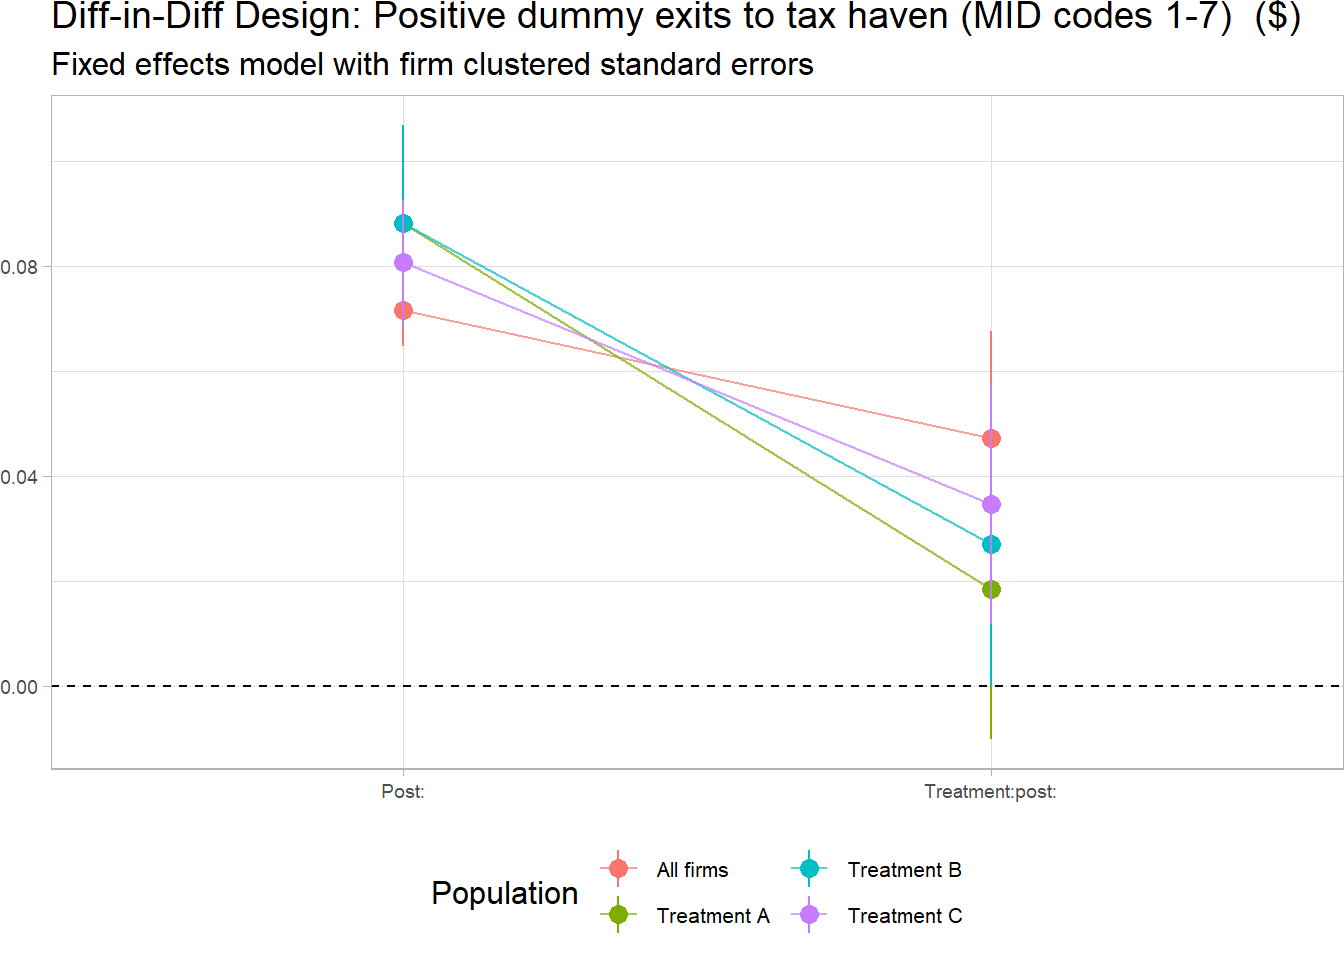 Diff-in-Diff Design: Positive dummy exits to tax haven (MID codes 1-7)  ($)
Fixed effects model with firm clustered standard errors
0.08
0.04
0.00
Post:
Treatment:post:
Population
All firms
Treatment B
Treatment A
Treatment C